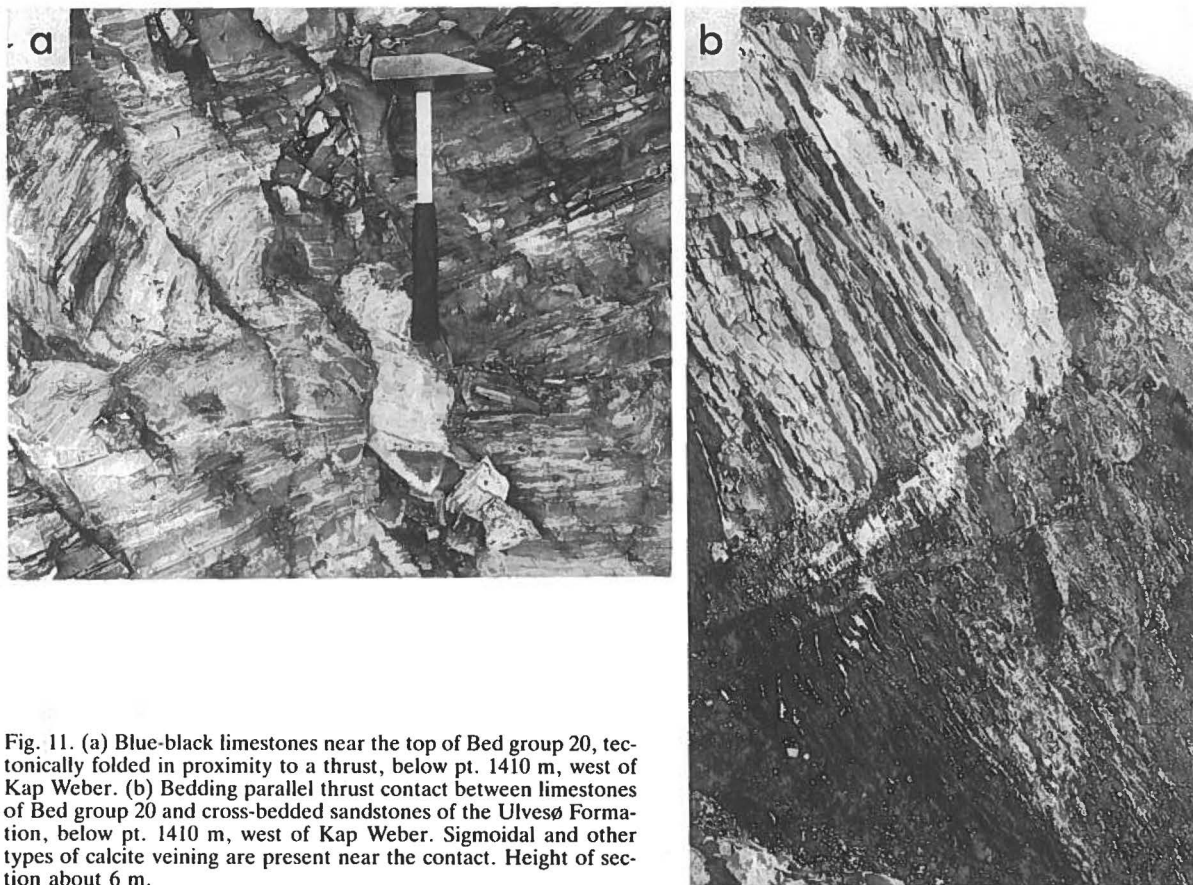 a
b
Fig. 11. (a) Blue-black limestones near the top of Bed group 20, tec-
tonically folded in proximity to a thrust, below pt. 1410 m, west of
Kap Weber. (b) Bedding parallel thrust contact between limestones
of Bed group 20 and cross-bedded sandstones of the Ulvesø Forma-
tion, below pt. 1410 m, west of Kap Weber. Sigmoidal and other
types of calcite veining are present near the contact. Height of sec-
tion about 6 m.